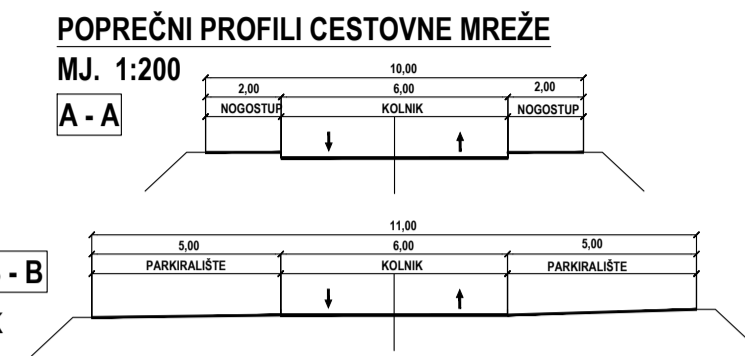 POPREČNI PROFILI CESTOVNE MREŽE
MJ. 1:200
10,00
2,00 6,00 2,00
A - A
NOGOSTUP KOLNIK NOGOSTUP
11,00
5,00 6,00 5,00
- B
PARKIRALIŠTE KOLNIK PARKIRALIŠTE